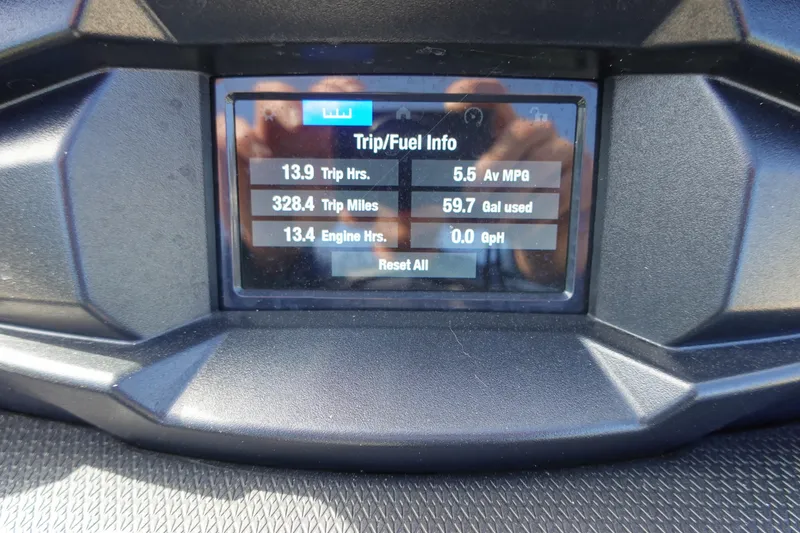 Trip/Fuel Info
13.9 Trip Hrs. 5.5 Av MPG
328.4 Trip Miles 59.7 Gal used
13.4 Engine Hrs. 0.0 GpH
Reset All